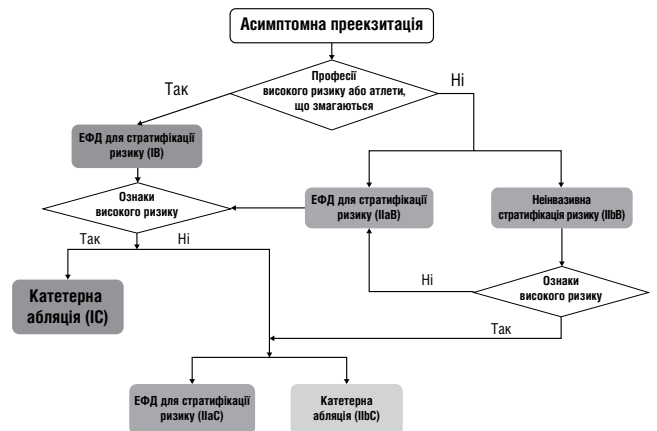 Асимптомна преекзитація
Професії
високого ризику або атлети,
що змагаються
Так
Ні
ЕФД для стратифікації
ризику (IB)
Ознаки
високого ризику
ЕФД для стратифікації
ризику (IIaB)
Неінвазивна
стратифікація ризику (IIbB)
Так
Ні
Катетерна
абляція (IC)
Ні
Ознаки
високого ризику
Так
ЕФД для стратифікації
ризику (IIaC)
Катетерна
абляція (IIbC)